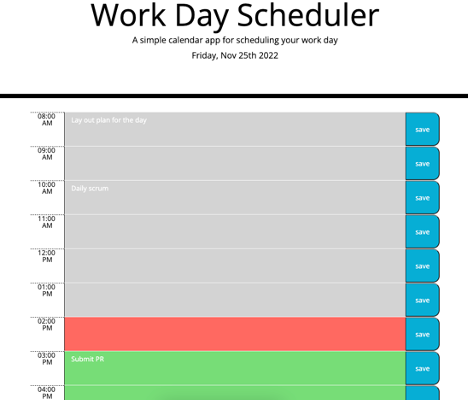 Work Day Scheduler
A simple calendar app for scheduling your work day
Friday, Nov 25th 2022
08:00
AM
Lay out plan for the day
save
09:00
AM
save
10:00
AM
Daily scrum
save
11:00
AM
save
12:00
PM
save
01:00
PM
save
02:00
PM
save
03:00
PM
Submit PR
save
04:00
PM